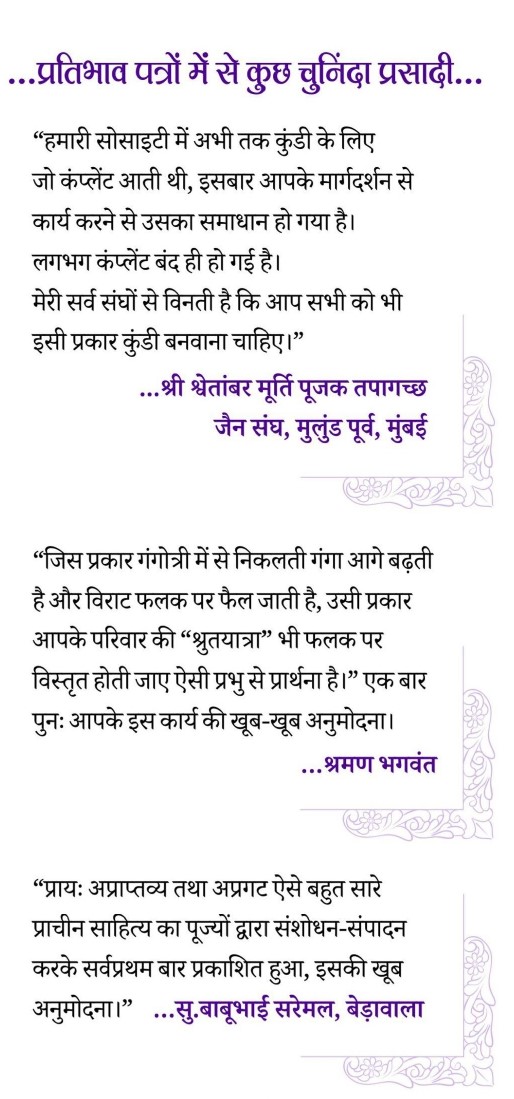 ...प्रतिभाव पत्रों में से कुछ चुनिंदा प्रसादी...
“हमारी सोसाइटी में अभी तक कुंडी के लिए
जो कंप्लेंट आती थी, इसबार आपके मार्गदर्शन से
कार्य करने से उसका समाधान हो गया है।
लगभग कंप्लेंट बंद ही हो गई है।
मेरी सर्व संघों से विनती है कि आप सभी को भी
इसी प्रकार कुंडी बनवाना चाहिए।”
...श्री श्वेतांबर मूर्ति पूजक तपागच्छ
जैन संघ, मुलुंड पूर्व, मुंबई
“जिस प्रकार गंगोत्री में से निकलती गंगा आगे बढ़ती
है और विराट फलक पर फैल जाती है, उसी प्रकार
आपके परिवार की “श्रुतयात्रा” भी फलक पर
विस्तृत होती जाए ऐसी प्रभु से प्रार्थना है।” एक बार
पुनः आपके इस कार्य की खूब-खूब अनुमोदना।
...श्रमण भगवंत
“प्रायः अप्राप्तव्य तथा अप्रगट ऐसे बहुत सारे
प्राचीन साहित्य का पूज्यों द्वारा संशोधन-संपादन
करके सर्वप्रथम बार प्रकाशित हुआ, इसकी खूब
अनुमोदना।” ...सु.बाबूभाई सरेमल, बेड़ावाला